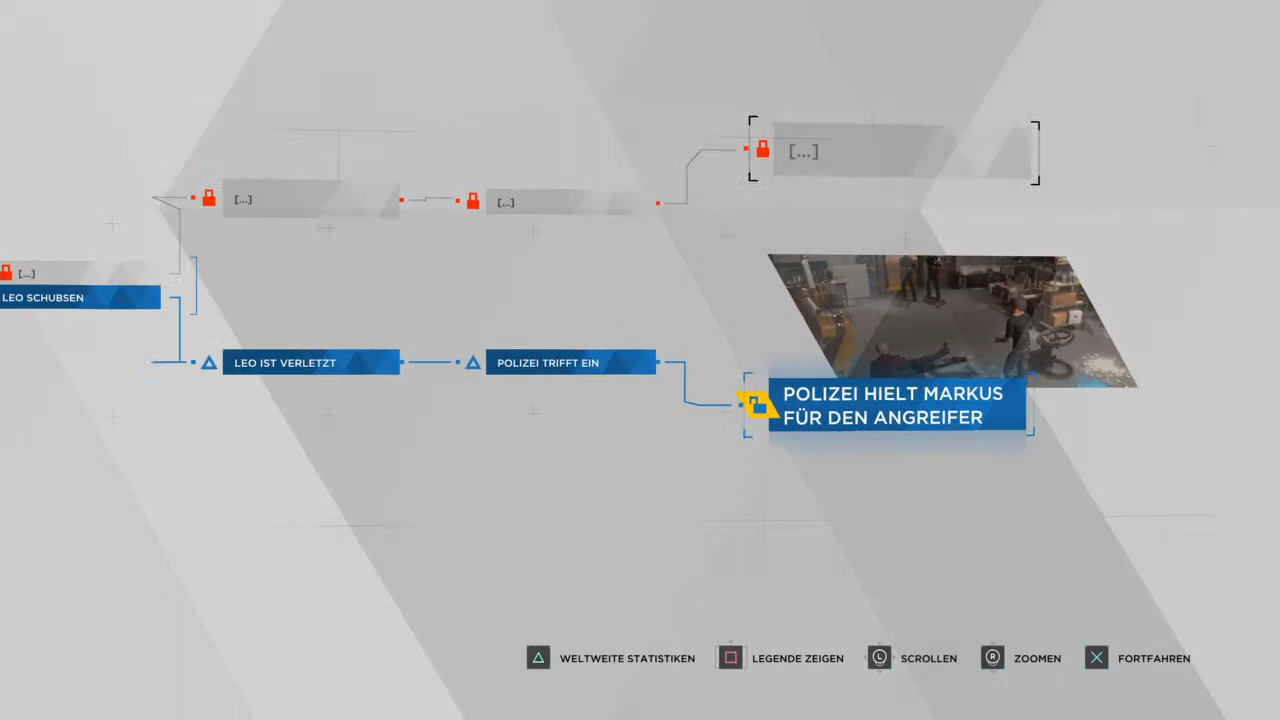 [...]
[...]
[...]
[...]
LEO SCHUBSEN
LEO IST VERLETZT
POLIZEI TRIFFT EIN
POLIZEI HIELT MARKUS
FÜR DEN ANGREIFER
WELTWEITE STATISTIKEN
LEGENDE ZEIGEN
L
SCROLLEN
R
ZOOMEN
FORTFAHREN